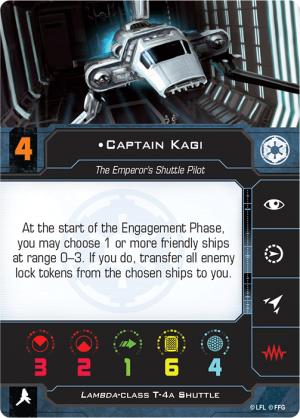 4
•Captain Kagi
The Emperor's Shuttle Pilot
At the start of the Engagement Phase,
you may choose 1 or more friendly ships
at range 0–3. If you do, transfer all enemy
lock tokens from the chosen ships to you.
3 2 1 6 4
Lambda-class T-4a Shuttle
© LFL © FFG